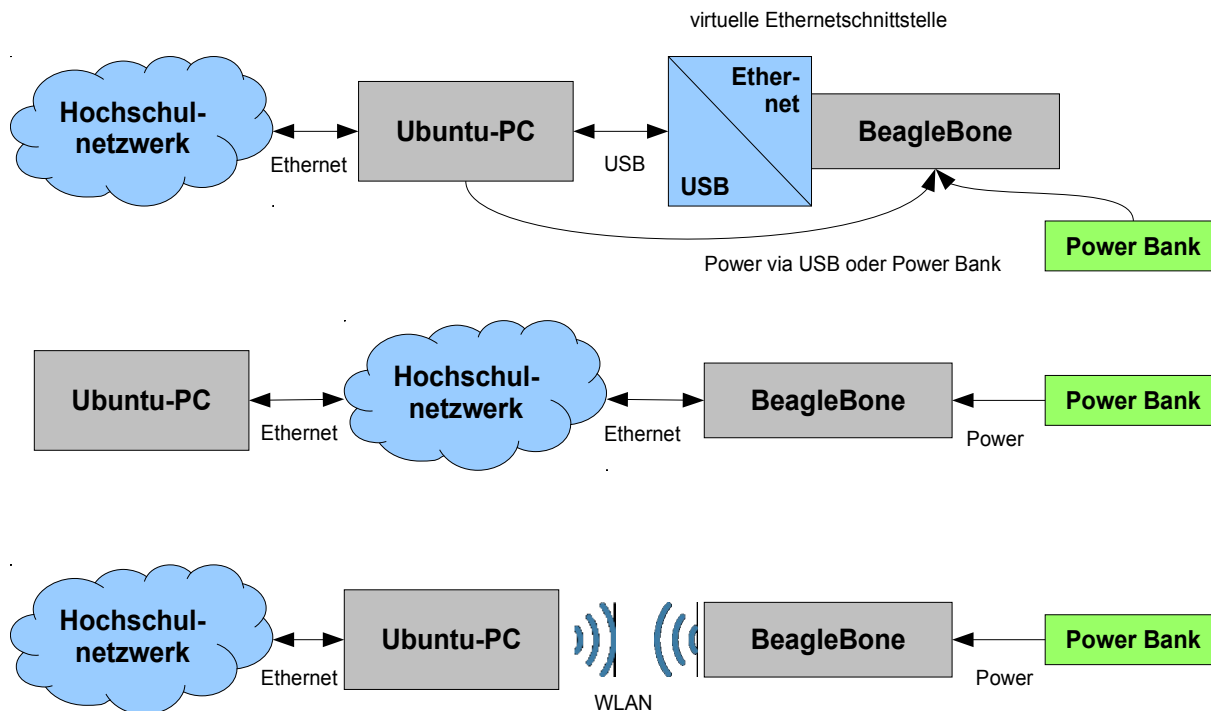 virtuelle Ethernetschnittstelle
Hochschul-
netzwerk
Ethernet
Ubuntu-PC
USB
Ether-
net
USB
BeagleBone
Power via USB oder Power Bank
Power Bank
Ubuntu-PC
Ethernet
Hochschul-
netzwerk
Ethernet
BeagleBone
Power
Power Bank
Hochschul-
netzwerk
Ethernet
Ubuntu-PC
WLAN
BeagleBone
Power
Power Bank